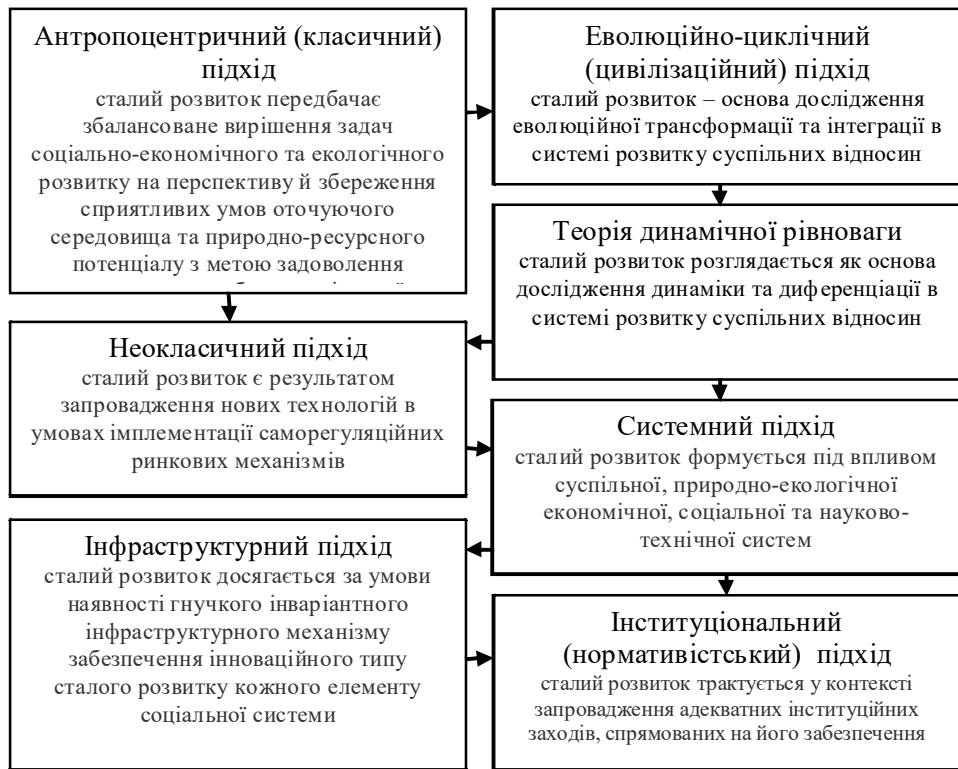 Антропоцентричний (класичний)
підхід
сталий розвиток передбачає
збалансоване вирішення задач
соціально-економічного та екологічного
розвитку на перспективу й збереження
сприятливих умов оточуючого
середовища та природно-ресурсного
потенціалу з метою задоволення
Еволюційно-циклічний
(цивілізаційний) підхід
сталий розвиток – основа дослідження
еволюційної трансформації та інтеграції в
системі розвитку суспільних відносин
Теорія динамічної рівноваги
сталий розвиток розглядається як основа
дослідження динаміки та диференціації в
системі розвитку суспільних відносин
Неокласичний підхід
сталий розвиток є результатом
запровадження нових технологій в
умовах імплементації саморегуляційних
ринкових механізмів
Системний підхід
сталий розвиток формується під впливом
суспільної, природно-екологічної
економічної, соціальної та науково-
технічної систем
Інфраструктурний підхід
сталий розвиток досягається за умови
наявності гнучкого інваріантного
інфраструктурного механізму
забезпечення інноваційного типу
сталого розвитку кожного елементу
соціальної системи
Інституціональний
(нормативістський) підхід
сталий розвиток трактується у контексті
запровадження адекватних інституційних
заходів, спрямованих на його забезпечення